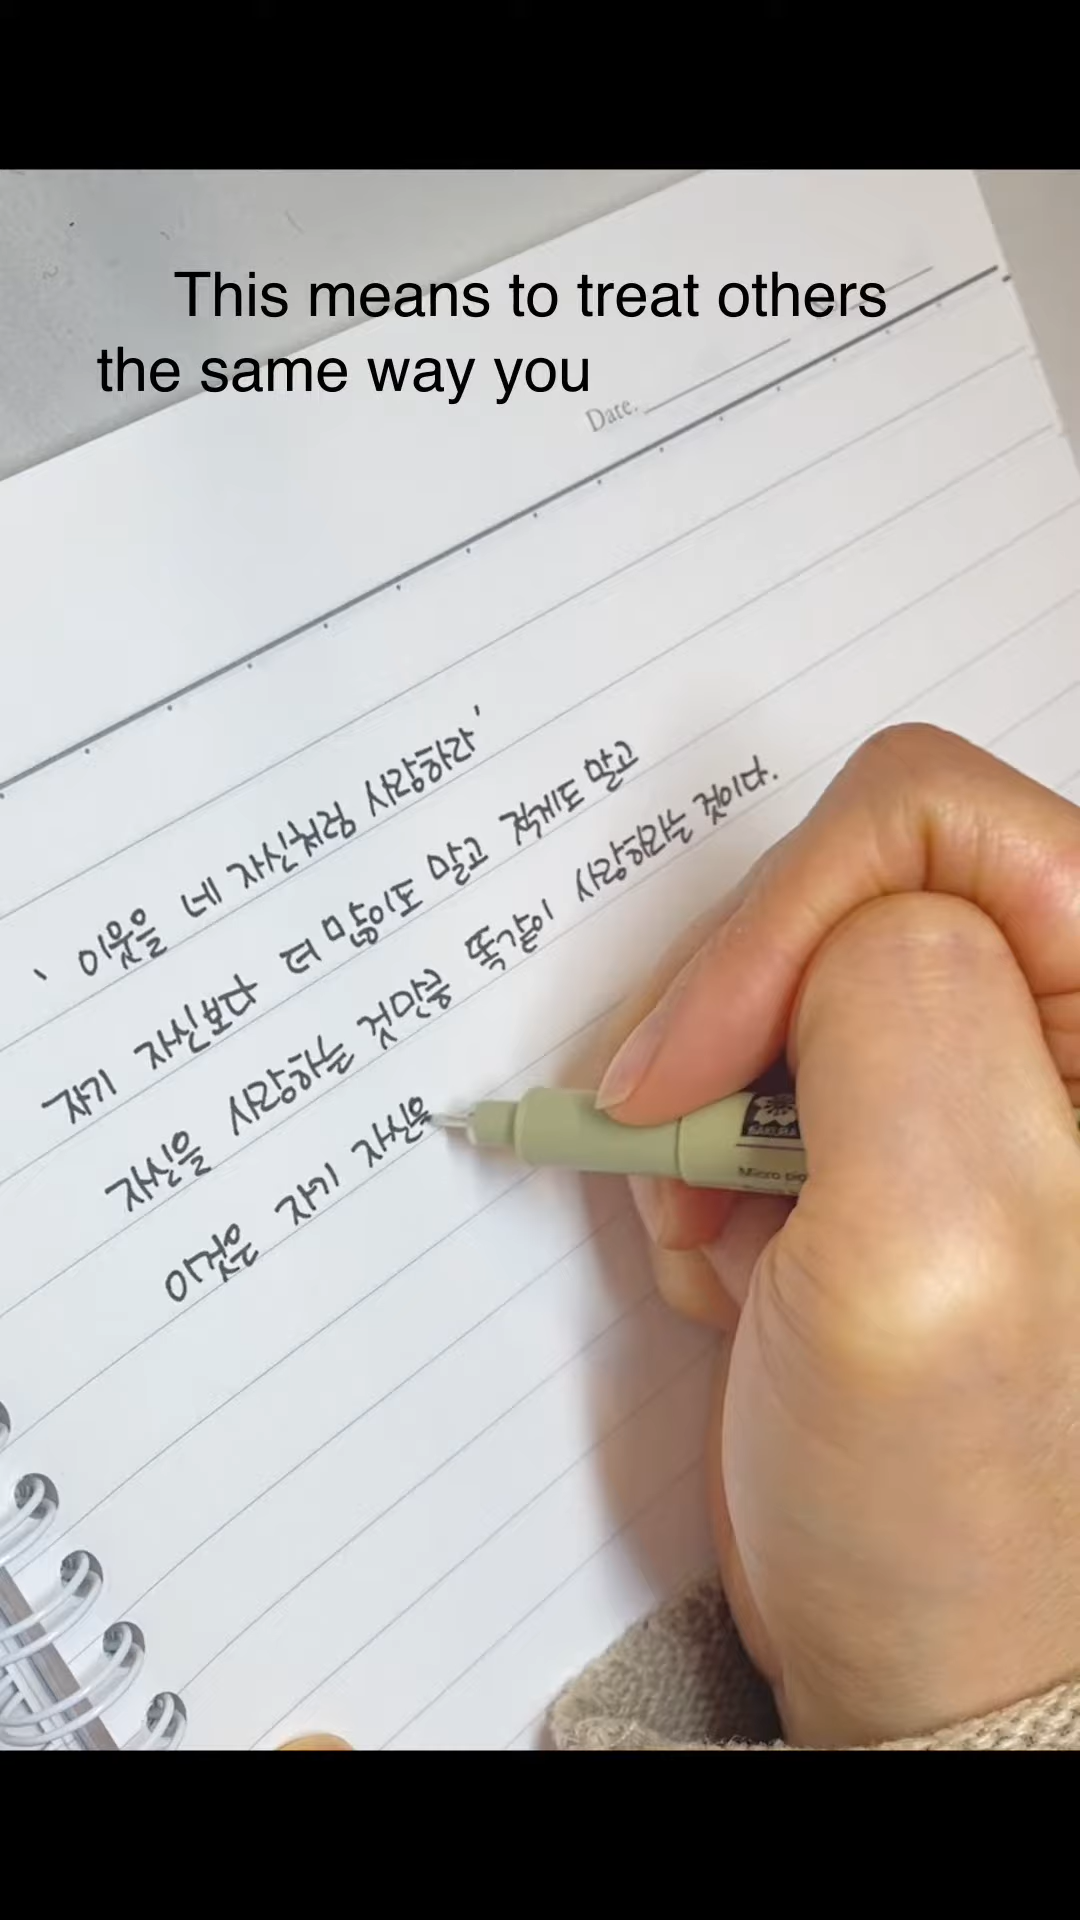 This means to treat others
the same way you
Date.
' 이웃을 네 자신처럼 사랑하라'
자기 자신보다 더 많이도 말고 적게도 말고
자신을 사랑하는 것만큼 똑같이 사랑하라는 것이다.
이것은 자기 자신을
SAKURA